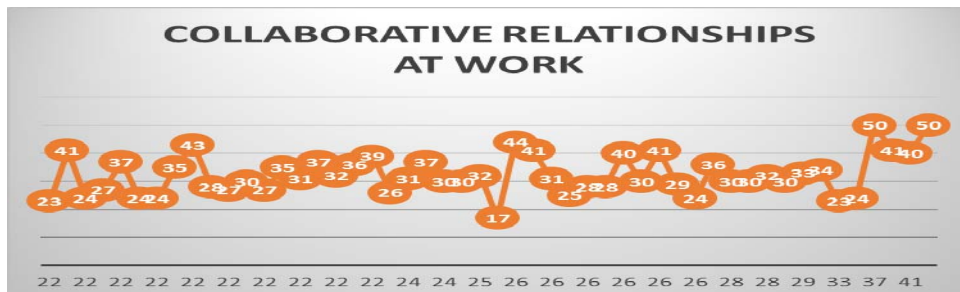 COLLABORATIVE RELATIONSHIPS
AT WORK
23 41 24 27 37 24 24 35 43 28 27 30 27 35 31 37 32 36 39 26 31 37 30 30 32 17 44 41 31 25 28 28 40 30 41 29 24 36 30 30 32 30 33 34 23 24 50 41 40 50
22 22 22 22 22 22 22 22 22 22 24 24 25 26 26 26 26 26 26 28 28 29 33 37 41